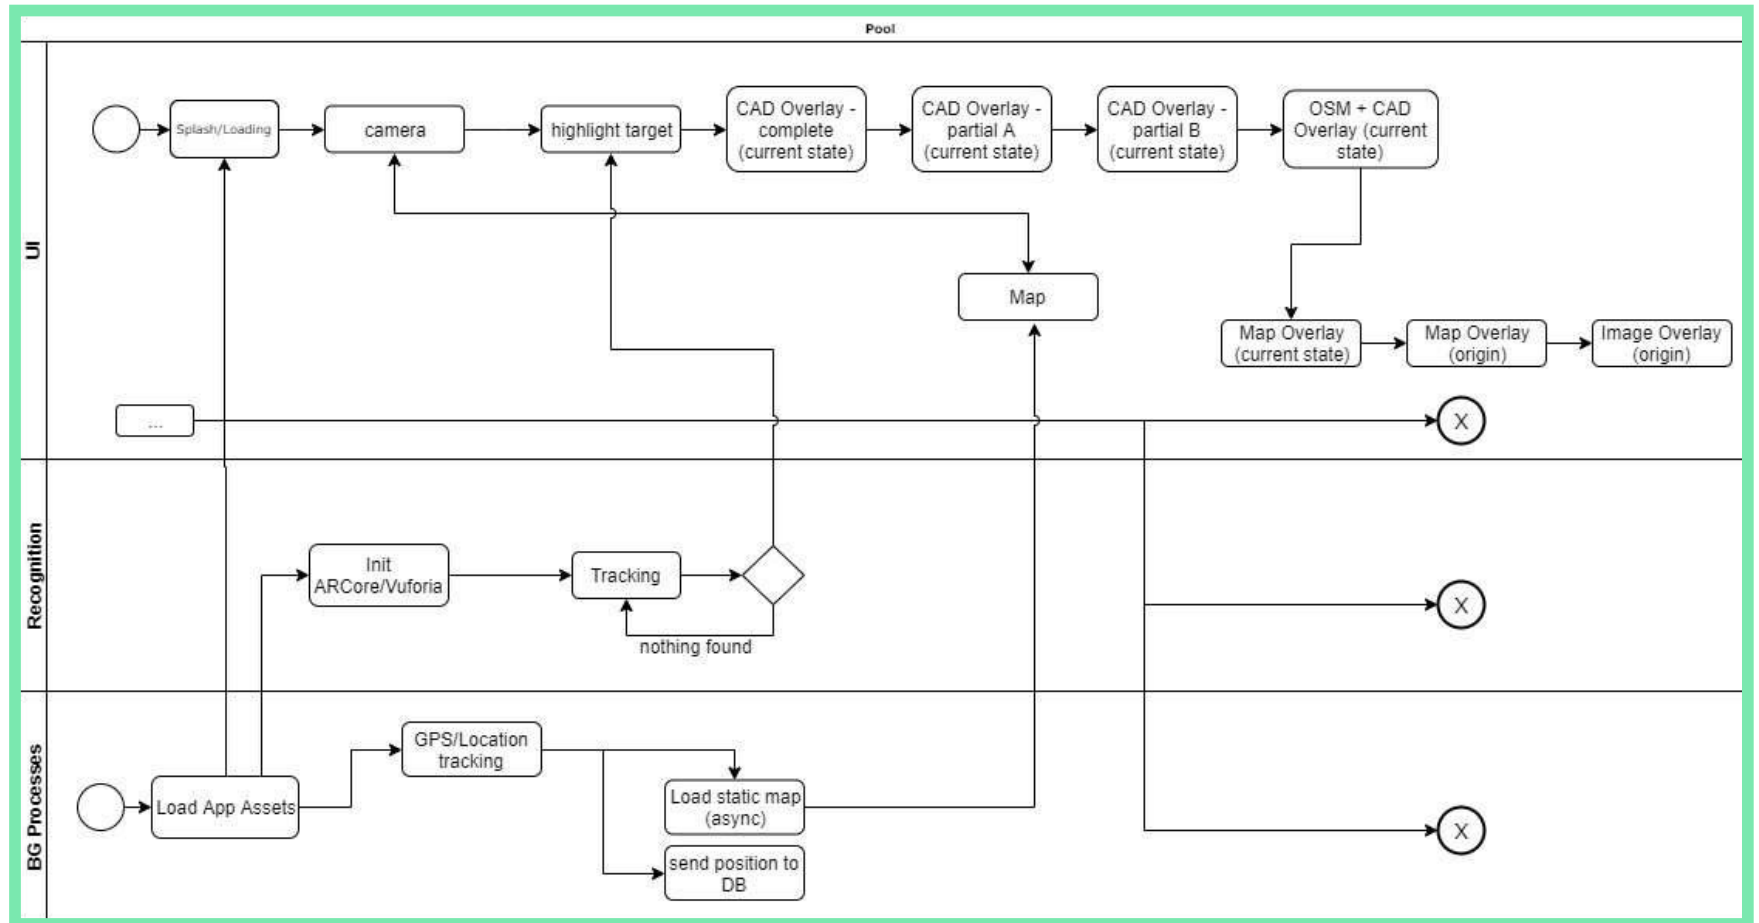 Pool
UI
Splash/Loading
camera
highlight target
CAD Overlay -
complete
(current state)
CAD Overlay -
partial A
(current state)
CAD Overlay -
partial B
(current state)
OSM + CAD
Overlay (current
state)
Map
Map Overlay
(current state)
Map Overlay
(origin)
Image Overlay
(origin)
...
X
Recognition
Init
ARCore/Vuforia
Tracking
nothing found
X
BG Processes
Load App Assets
GPS/Location
tracking
Load static map
(async)
send position to
DB
X